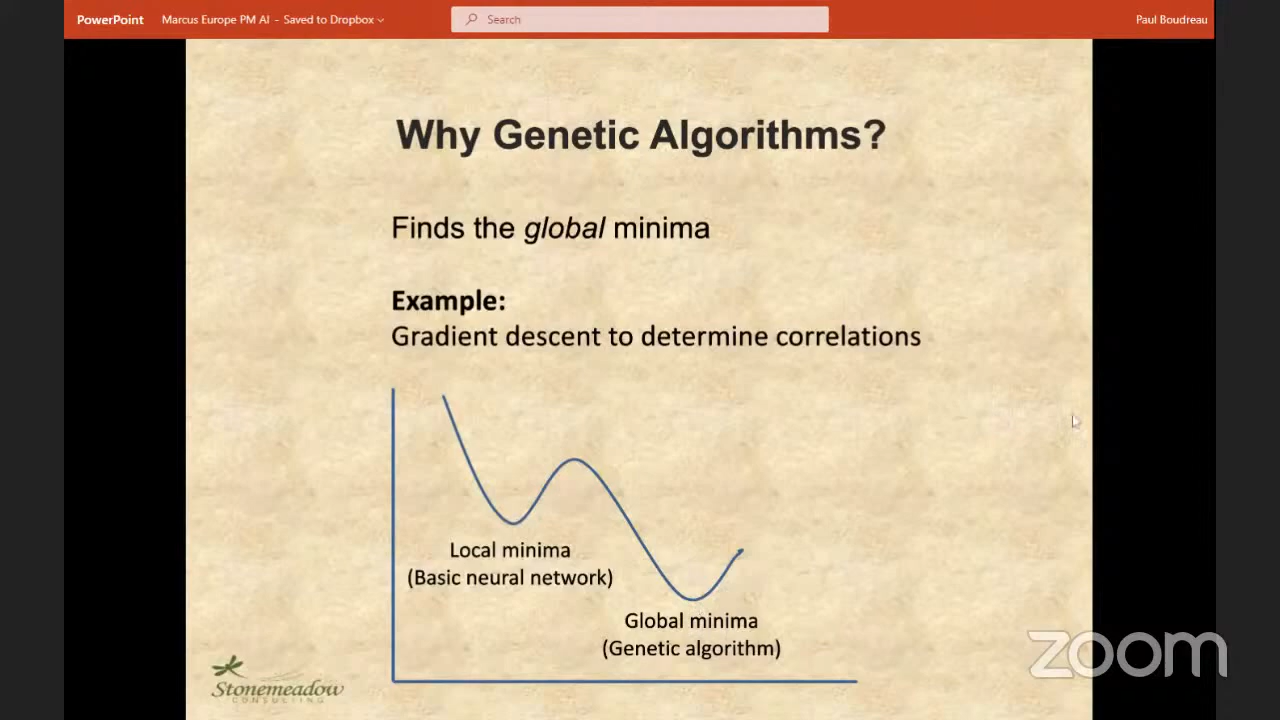 PowerPoint Marcus Europe PM AI - Saved to Dropbox Search Paul Boudreau
Why Genetic Algorithms?
Finds the global minima
Example:
Gradient descent to determine correlations
Local minima
(Basic neural network)
Global minima
(Genetic algorithm)
Stonemeadow
CONSULTING
zoom